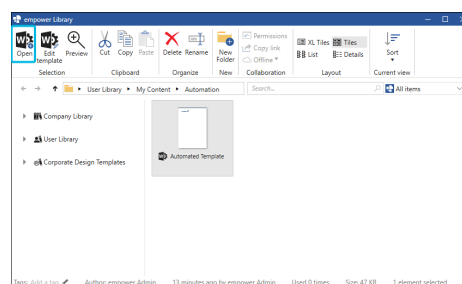 empower Library
Open
Edit template
Preview
Cut
Copy
Paste
Delete
Rename
New Folder
Permissions
Copy link
Offline
XL Tiles
Tiles
List
Details
Sort
Selection
Clipboard
Organize
New
Collaboration
Layout
Current view
User Library
My Content
Automation
Search...
All items
Company Library
User Library
Corporate Design Templates
Automated Template
Tags: Add a tag
Author: empower Admin
13 minutes ago by empower Admin
Used 0 times
Size: 47 KB
1 element selected